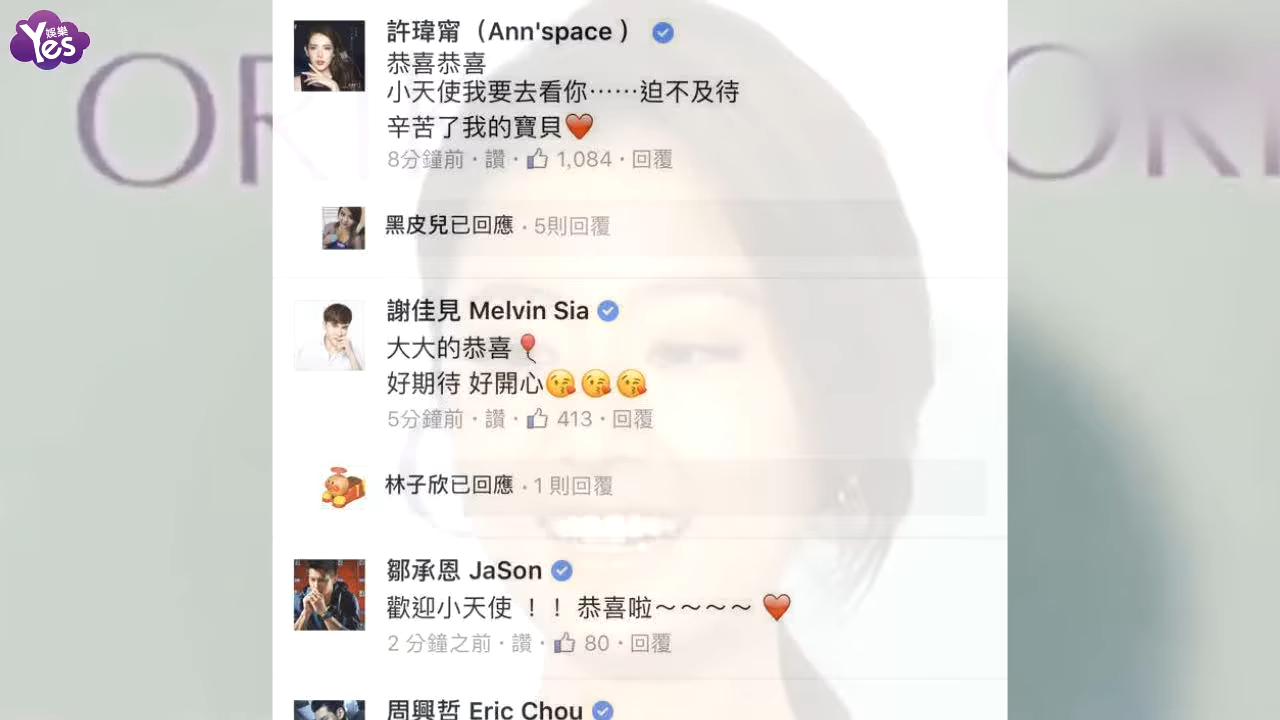 Yes娛樂
許瑋甯（Ann'space ）
恭喜恭喜
小天使我要去看你⋯⋯迫不及待
辛苦了我的寶貝❤️
8分鐘前・讚・ 1,084・回覆
黑皮兒已回應・5則回覆
謝佳見 Melvin Sia
大大的恭喜🎈
好期待 好開心😘😘😘
5分鐘前・讚・ 413・回覆
林子欣已回應・1 則回覆
鄒承恩 JaSon
歡迎小天使 ！！ 恭喜啦～～～～ ❤️
2 分鐘之前・讚・ 80・回覆
周興哲 Eric Chou